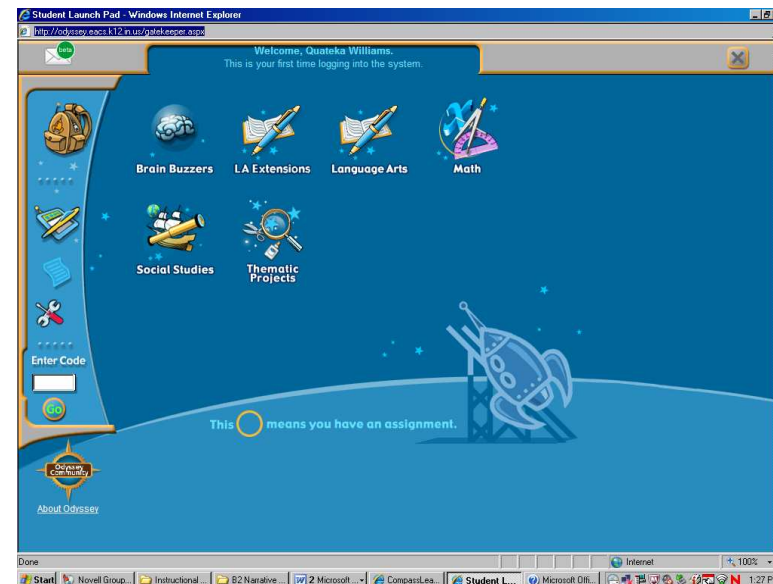 Student Launch Pad - Windows Internet Explorer
http://odyssey.eacs.k12.in.us/gatekeeper.aspx
beta
Welcome, Quateka Williams.
This is your first time logging into the system.
Brain Buzzers
LA Extensions
Language Arts
Math
Social Studies
Thematic
Projects
Enter Code
Go
This
means you have an assignment.
Odyssey
Community
About Odyssey
Done
Internet
100%
Start
Novell Group...
Instructional ...
B2 Narrative ...
2 Microsoft ...
CompassLea...
Student L...
Microsoft Offi...
1:27 P